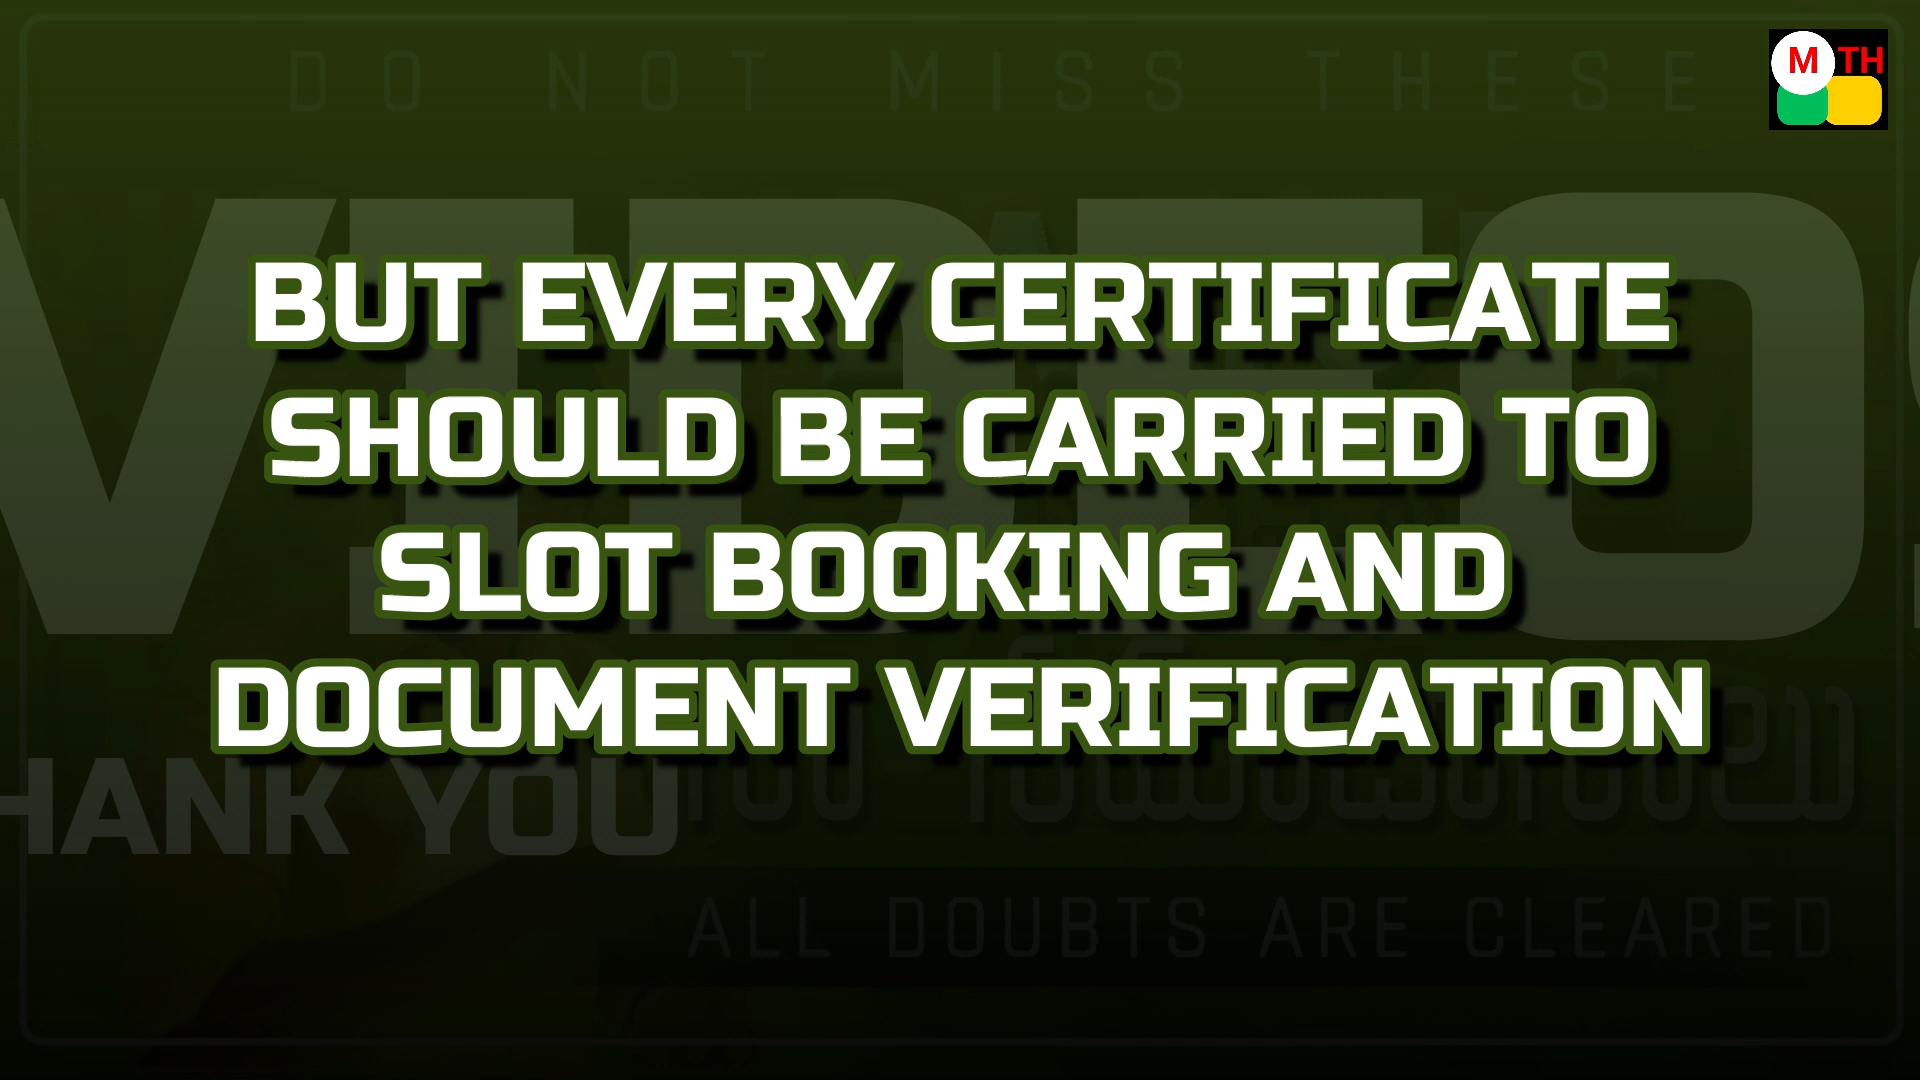 DO NOT MISS THESE
M TH
VIDEOS
BUT EVERY CERTIFICATE
SHOULD BE CARRIED TO
SLOT BOOKING AND
DOCUMENT VERIFICATION
HANK YOU
ALL DOUBTS ARE CLEARED